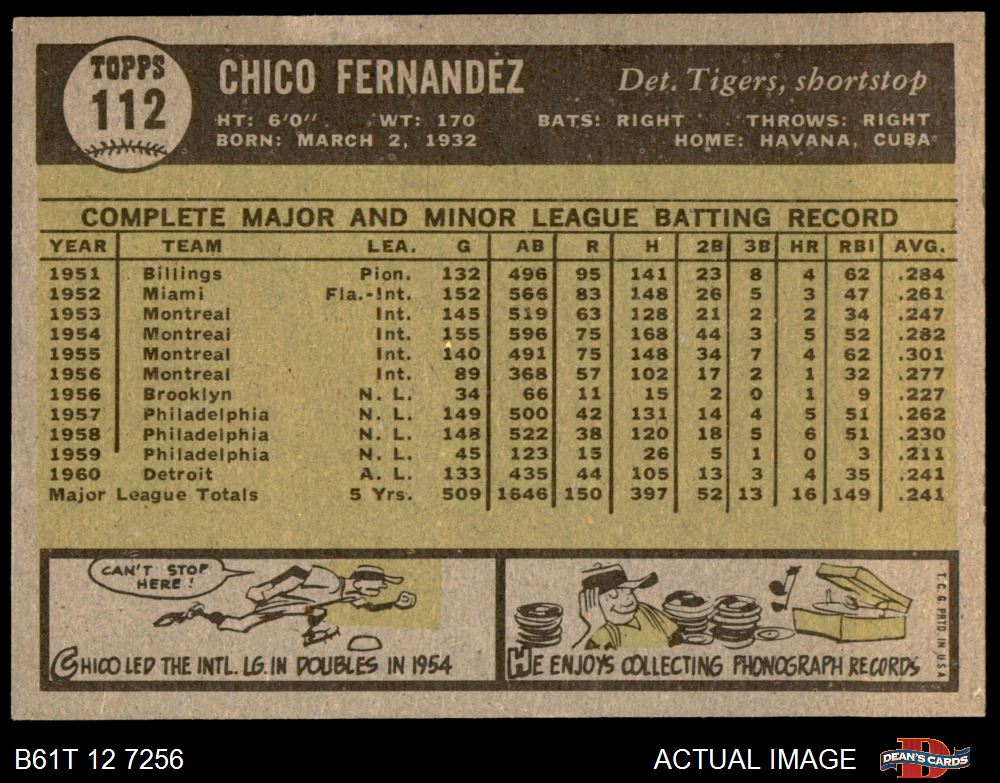 TOPPS
112
CHICO FERNANDEZ
Det. Tigers, shortstop
HT: 6'0" WT: 170 BATS: RIGHT THROWS: RIGHT
BORN: MARCH 2, 1932 HOME: HAVANA, CUBA
COMPLETE MAJOR AND MINOR LEAGUE BATTING RECORD
YEAR TEAM LEA. G AB R H 2B 3B HR RBI AVG.
1951 Billings Pion. 132 496 95 141 23 8 4 62 .284
1952 Miami Fla.-Int. 152 566 83 148 26 5 3 47 .261
1953 Montreal Int. 145 519 63 128 21 2 2 34 .247
1954 Montreal Int. 155 596 75 168 44 3 5 52 .282
1955 Montreal Int. 140 491 75 148 34 7 4 62 .301
1956 Montreal Int. 89 368 57 102 17 2 1 32 .277
1956 Brooklyn N. L. 34 66 11 15 2 0 1 9 .227
1957 Philadelphia N. L. 149 500 42 131 14 4 5 51 .262
1958 Philadelphia N. L. 148 522 38 120 18 5 6 51 .230
1959 Philadelphia N. L. 45 123 15 26 5 1 0 3 .211
1960 Detroit A. L. 133 435 44 105 13 3 4 35 .241
Major League Totals 5 Yrs. 509 1646 150 397 52 13 16 149 .241
CAN'T STOP
HERE!
CHICO LED THE INTL. LG. IN DOUBLES IN 1954
HE ENJOYS COLLECTING PHONOGRAPH RECORDS
T. C. G. PRTD. IN U.S.A
B61T 12 7256
ACTUAL IMAGE
DEAN'S CARDS